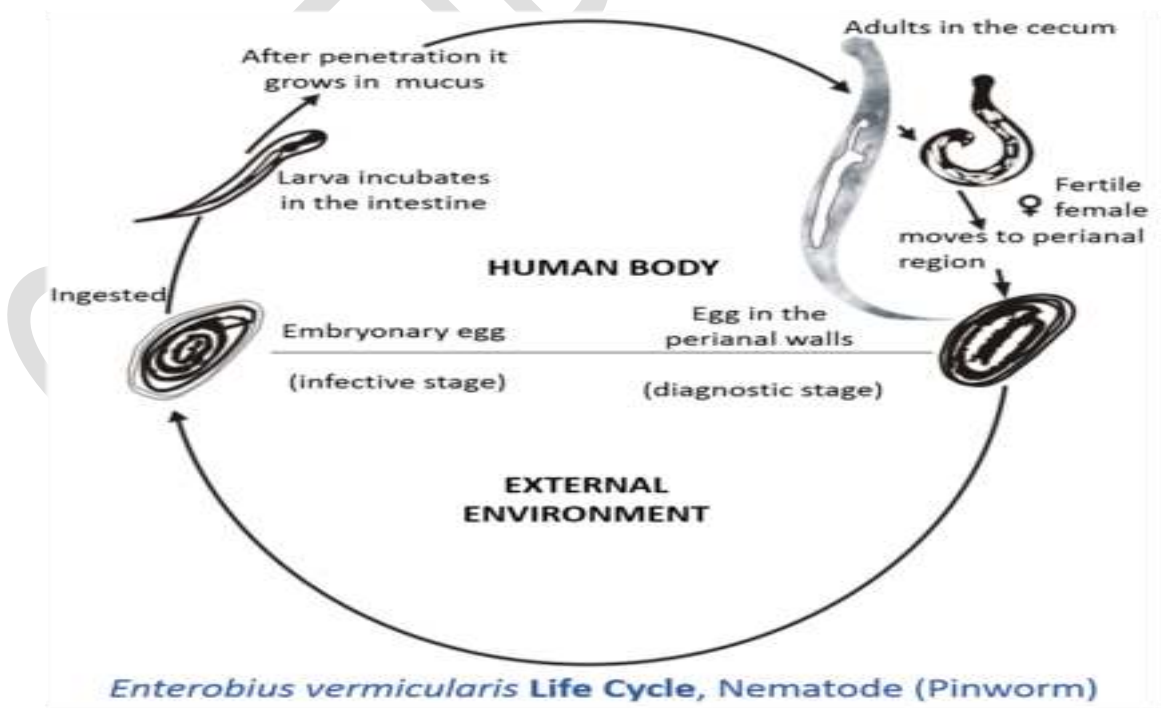 After penetration it
grows in mucus
Adults in the cecum
Larva incubates
in the intestine
♀ Fertile
female
moves to perianal
region
HUMAN BODY
Ingested
Embryonary egg
(infective stage)
Egg in the
perianal walls
(diagnostic stage)
EXTERNAL
ENVIRONMENT
Enterobius vermicularis Life Cycle, Nematode (Pinworm)